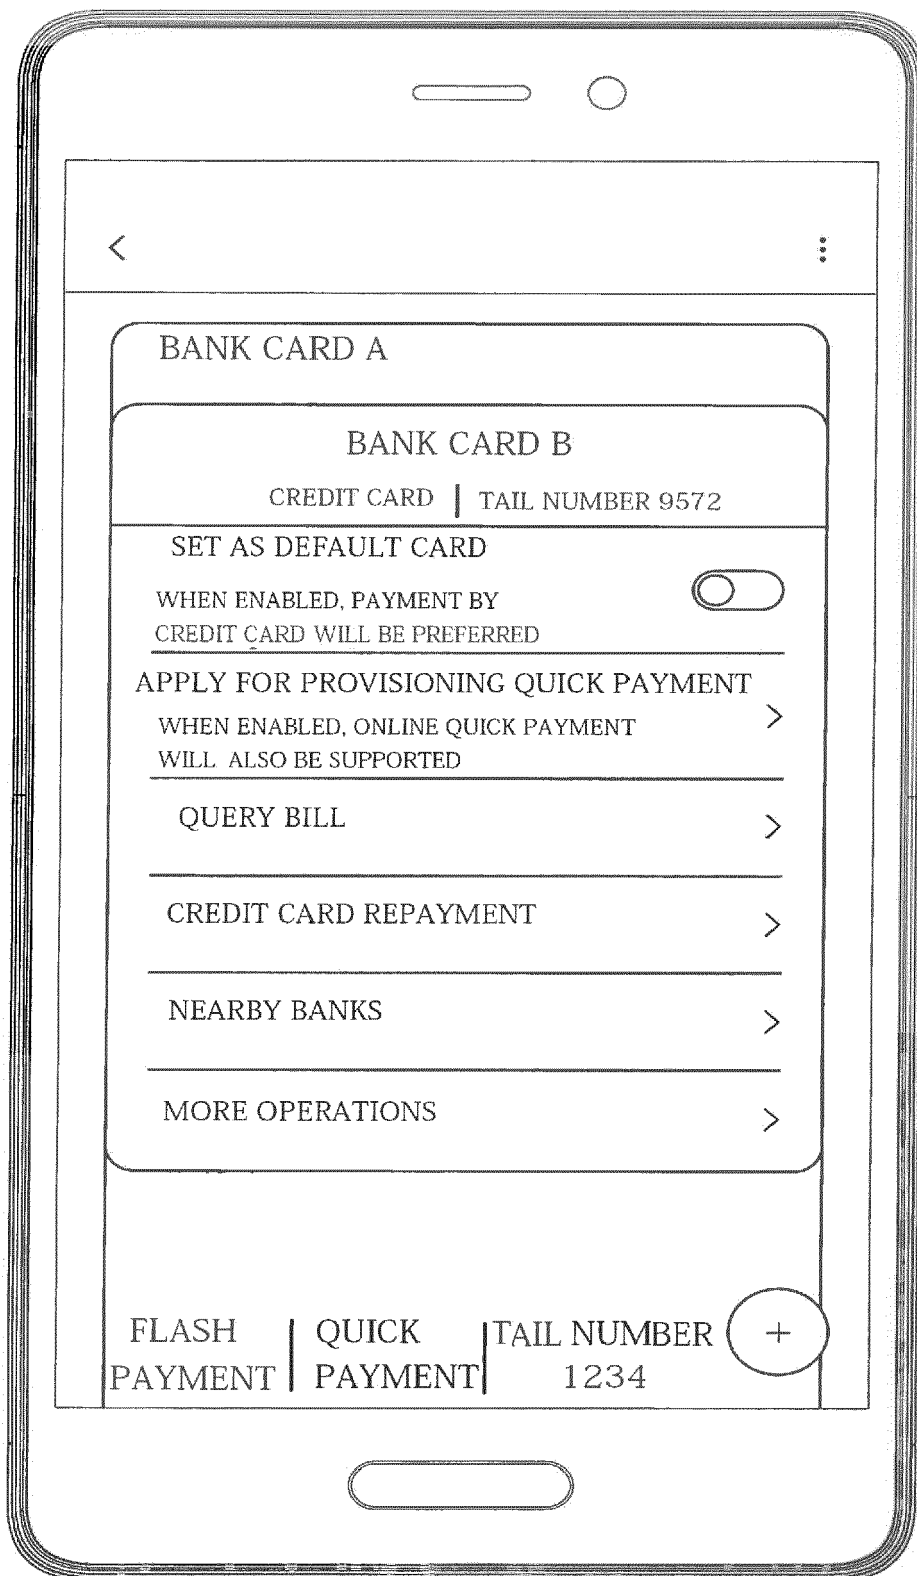 BANK CARD A
BANK CARD B
CREDIT CARD | TAIL NUMBER 9572
SET AS DEFAULT CARD
WHEN ENABLED, PAYMENT BY
CREDIT CARD WILL BE PREFERRED
APPLY FOR PROVISIONING QUICK PAYMENT
WHEN ENABLED, ONLINE QUICK PAYMENT
WILL ALSO BE SUPPORTED
QUERY BILL
CREDIT CARD REPAYMENT
NEARBY BANKS
MORE OPERATIONS
FLASH PAYMENT | QUICK PAYMENT | TAIL NUMBER 1234 +